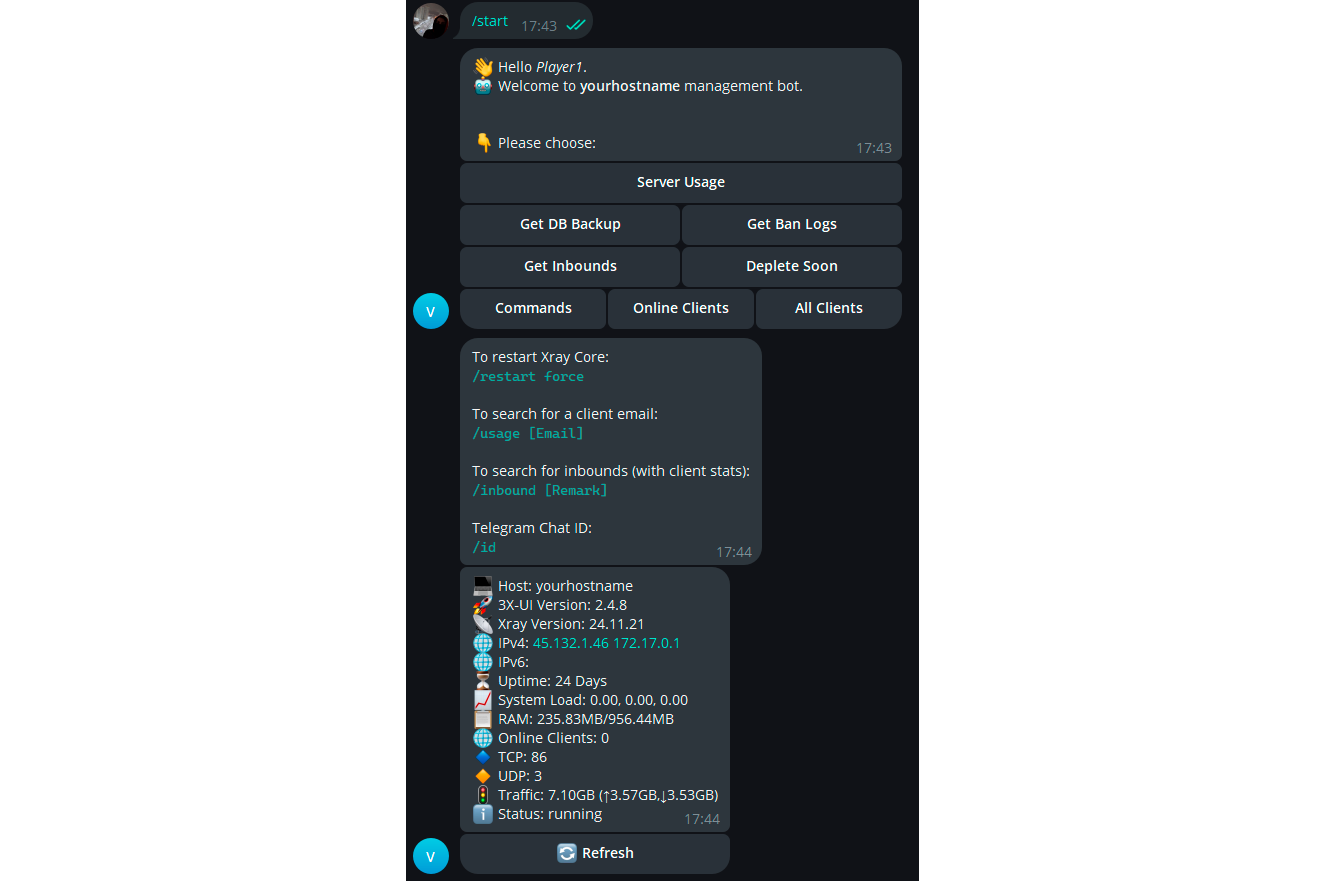 /start 17:43
👋 Hello Player1.
🤖 Welcome to yourhostname management bot.
👇 Please choose:
17:43
Server Usage
Get DB Backup Get Ban Logs
Get Inbounds Deplete Soon
V Commands Online Clients All Clients
To restart Xray Core:
/restart force
To search for a client email:
/usage [Email]
To search for inbounds (with client stats):
/inbound [Remark]
Telegram Chat ID:
/id
17:44
💻 Host: yourhostname
🚀 3X-UI Version: 2.4.8
📡 Xray Version: 24.11.21
🌐 IPv4: 45.132.1.46 172.17.0.1
🌐 IPv6:
⏳ Uptime: 24 Days
📈 System Load: 0.00, 0.00, 0.00
📋 RAM: 235.83MB/956.44MB
🌐 Online Clients: 0
🔹 TCP: 86
🔸 UDP: 3
🚦 Traffic: 7.10GB (↑3.57GB,↓3.53GB)
ℹ️ Status: running
17:44
V 🔄 Refresh